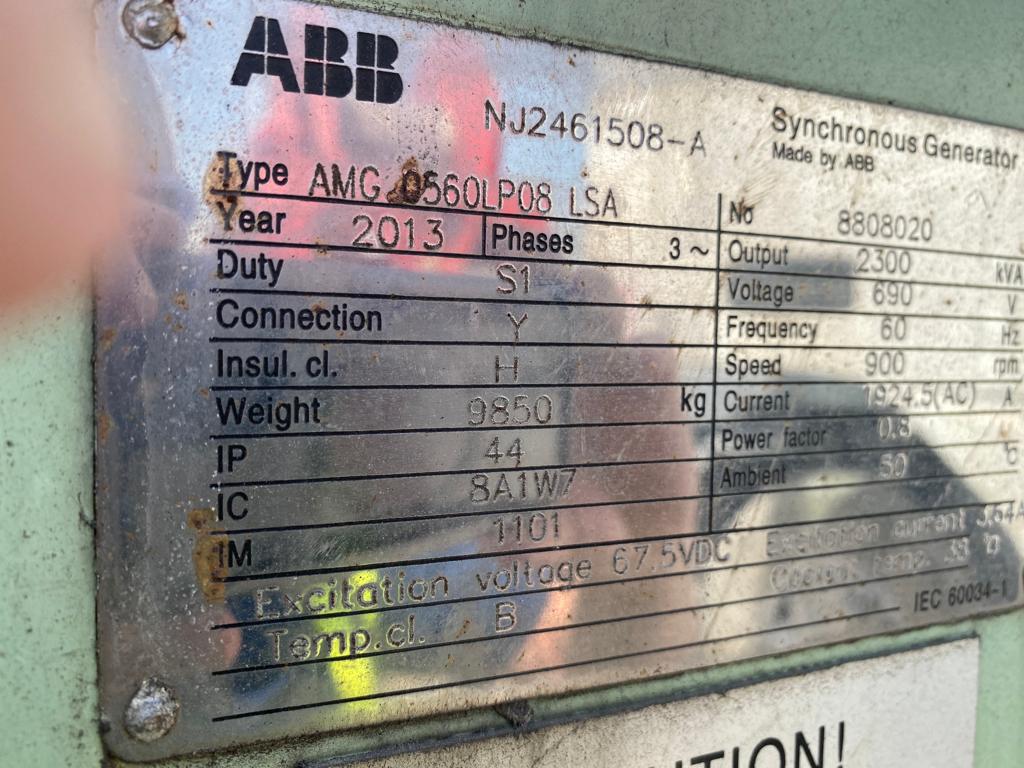 ABB
NJ2461508-A
Synchronous Generator
Made by ABB
Type AMG 0560LP08 LSA
No 8808020
Year 2013 Phases 3 ~
Output 2300 kVA
Duty S1
Voltage 690 V
Connection Y
Frequency 60 Hz
Insul. cl. H
Speed 900 rpm
Weight 9850 kg
Current 1924.5(AC) A
IP 44
Power factor 0.8
IC 8A1W7
Ambient 50 °C
IM 1101
Excitation voltage 67.5VDC Excitation current 3.64A
Temp.cl. B temp. 38 °C
IEC 60034-1